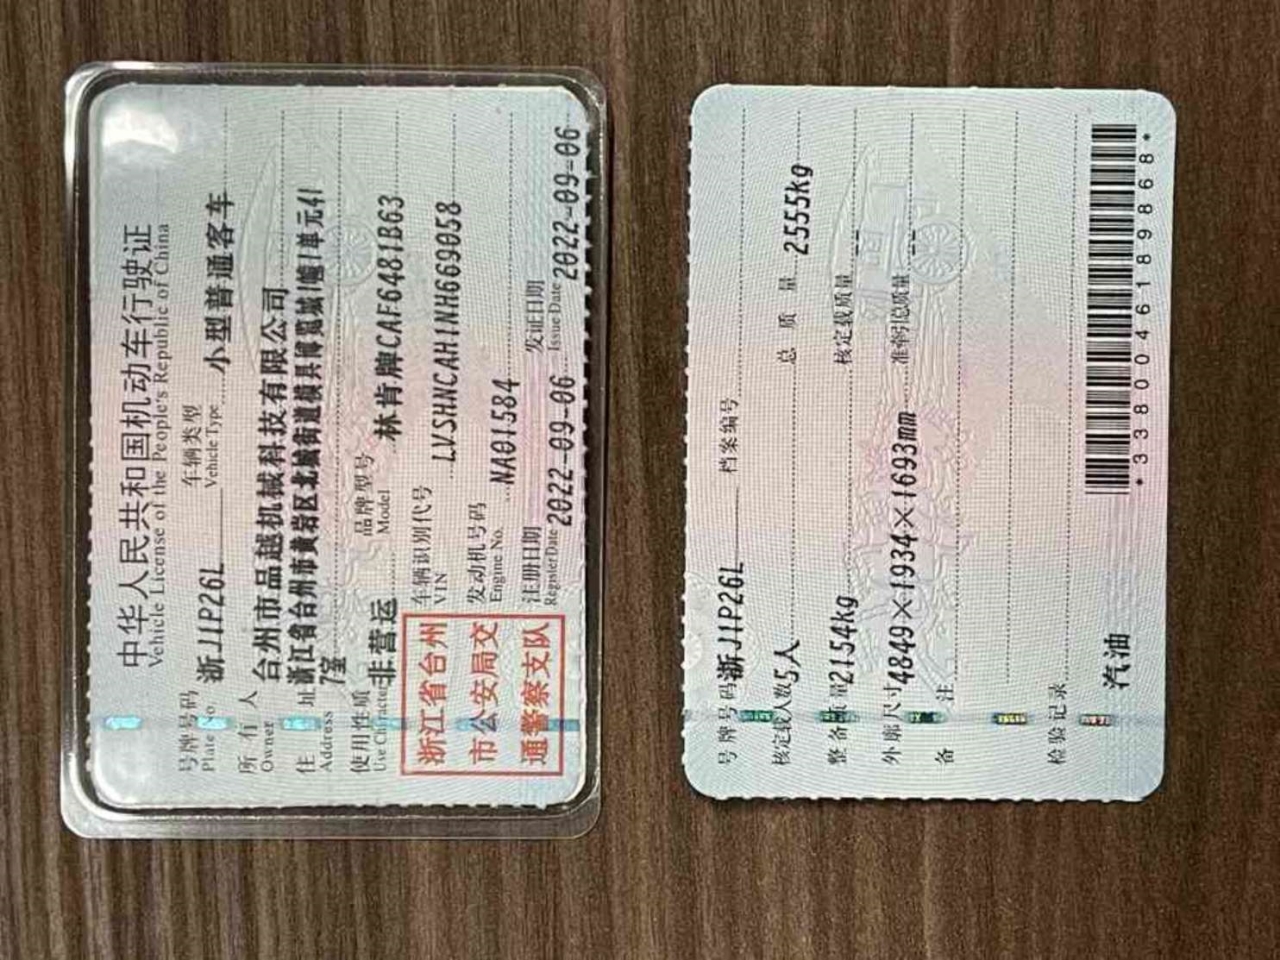 中华人民共和国机动车行驶证
Vehicle License of the People's Republic of China
号牌号码 浙J1P26L 车辆类型 小型普通客车
Plate No. Vehicle Type
所有人 台州市品越机械科技有限公司
Owner
住址 浙江省台州市黄岩区北城街道模具博览城1幢1单元41
Address 7室
使用性质 非营运 品牌型号 林肯牌CAF6481B63
Use Character Model
浙江省台州
市公安局交
通警察支队
车辆识别代号 LVSHNCAH1NH669058
VIN
发动机号码 NA01584
Engine No.
注册日期 2022-09-06 发证日期 2022-09-06
Register Date Issue Date
号牌号码 浙J1P26L 档案编号
核定载人数 5人 总质量 2555kg
整备质量 2154kg 核定载质量 --
外廓尺寸 4849×1934×1693mm 准牵引总质量 --
备注
检验记录
汽油
*3380046189868*